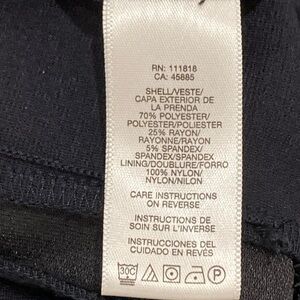 RN: 111818
CA: 45885
SHELL/VESTE/
CAPA EXTERIOR DE
LA PRENDA
70% POLYESTER/
POLYESTER/POLIESTER
25% RAYON/
RAYONNE/RAYON
5% SPANDEX/
SPANDEX/SPANDEX
LINING/DOUBLURE/FORRO
100% NYLON/
NYLON/NILON
CARE INSTRUCTIONS
ON REVERSE
INSTRUCTIONS DE
SOIN SUR L'INVERSE
INSTRUCCIONES DEL
CUIDADO EN REVÉS
30C
P